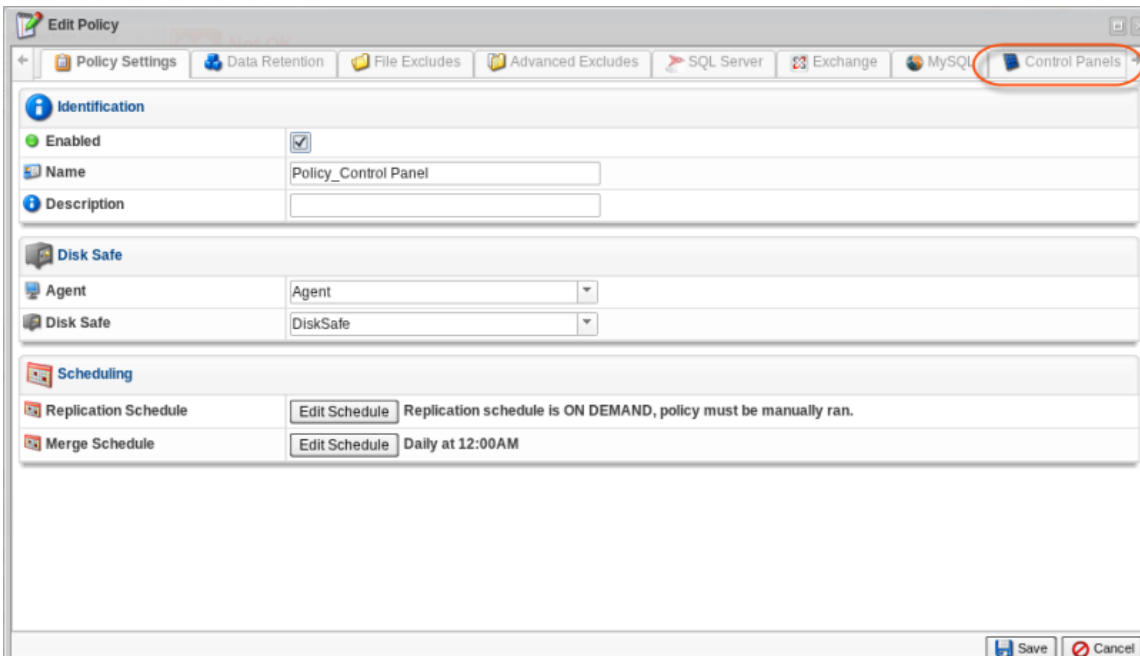 Edit Policy
Not OK
Policy Settings Data Retention File Excludes Advanced Excludes SQL Server Exchange MySQL Control Panels
Identification
Enabled
Name Policy_Control Panel
Description
Disk Safe
Agent Agent
Disk Safe DiskSafe
Scheduling
Replication Schedule Edit Schedule Replication schedule is ON DEMAND, policy must be manually ran.
Merge Schedule Edit Schedule Daily at 12:00AM
Save Cancel